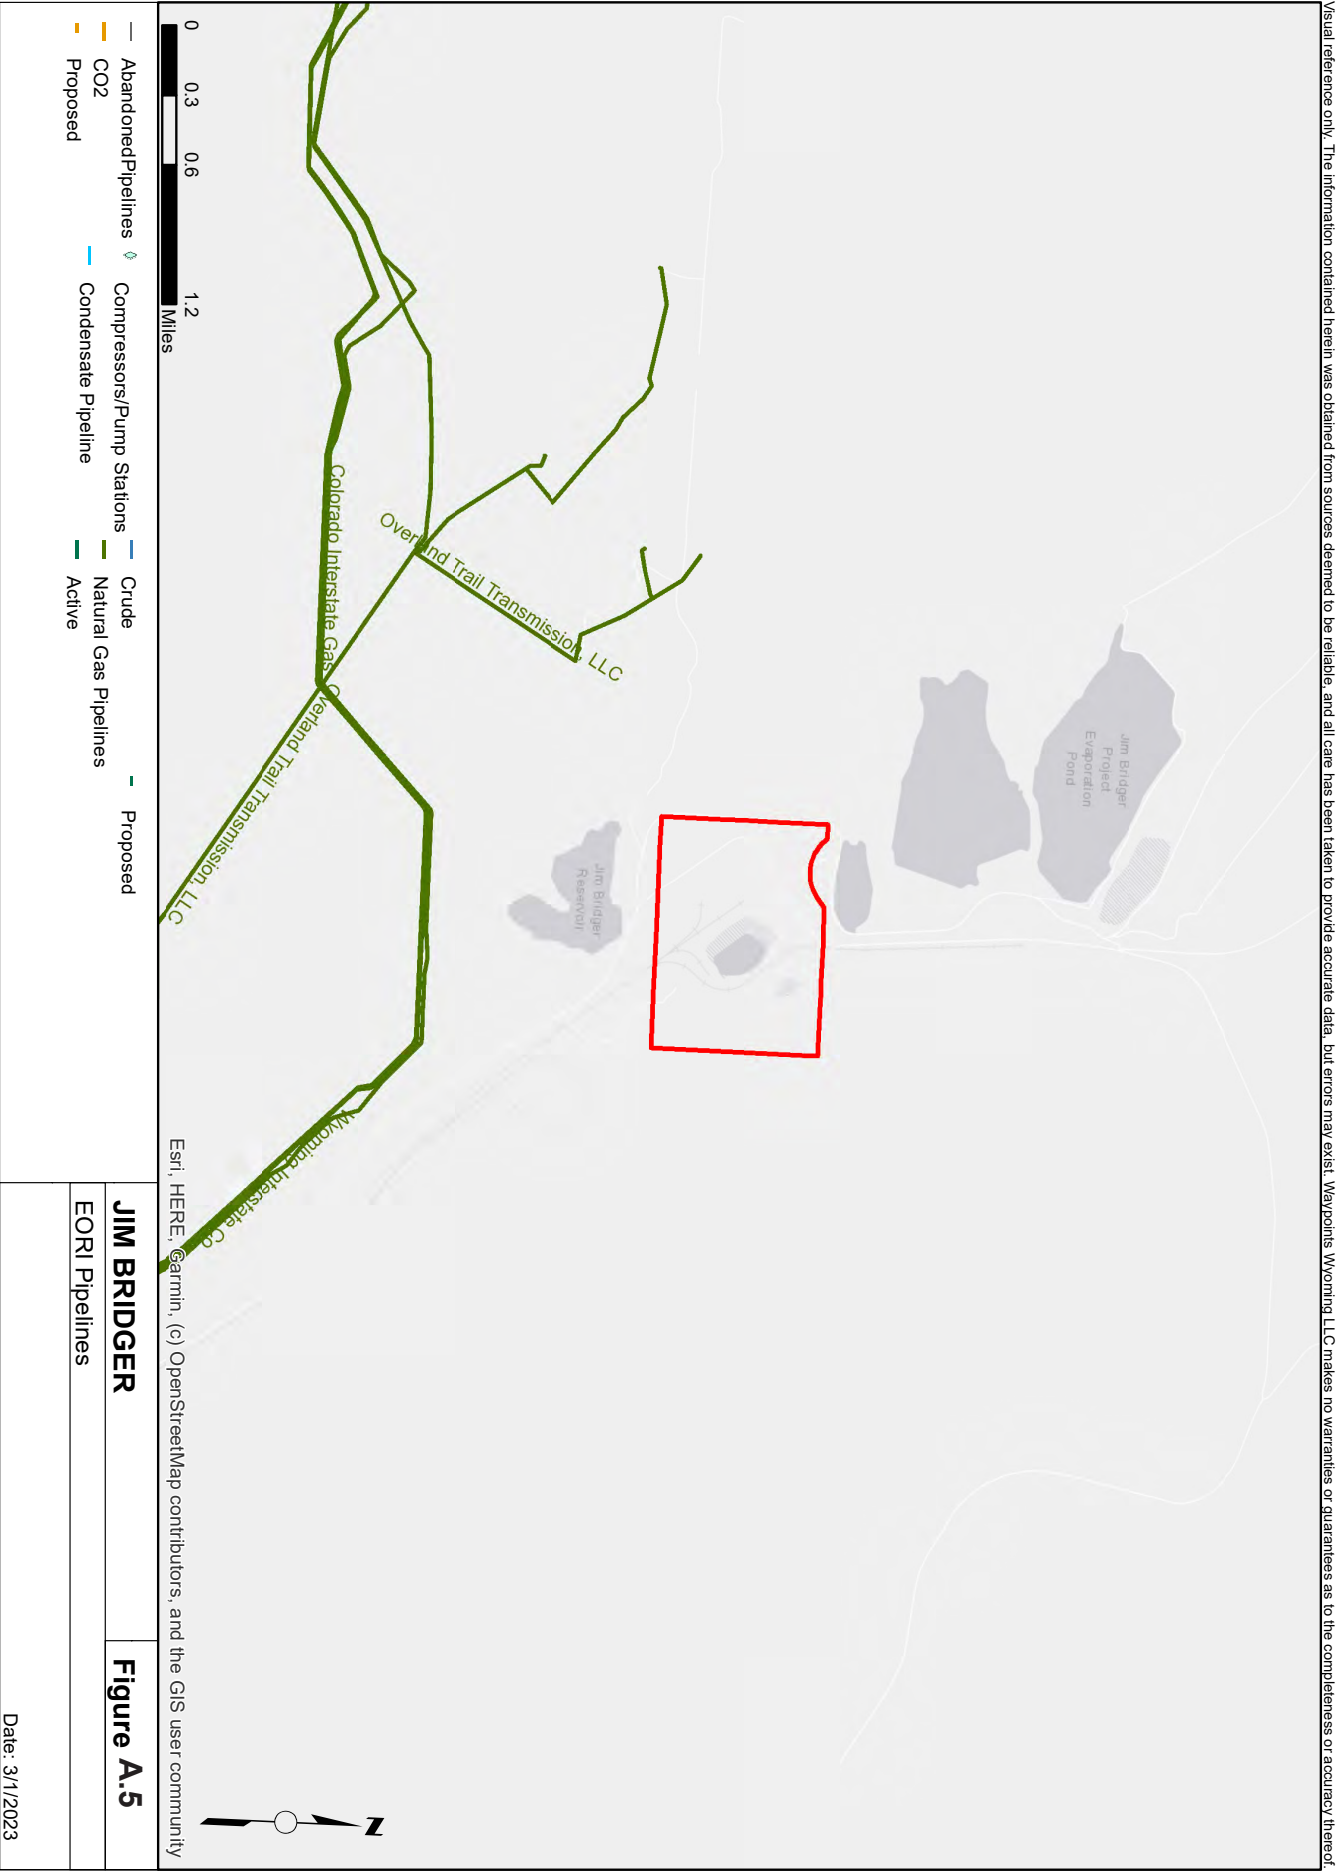 Visual reference only. The information contained herein was obtained from sources deemed to be reliable, and all care has been taken to provide accurate data, but errors may exist. Waypoints Wyoming LLC makes no warranties or guarantees as to the completeness or accuracy thereof
Jim Bridger
Project
Evaporation
Pond
Jim Bridger
Reservoir
Overland Trail Transmission, LLC
Colorado Interstate Gas
Overland Trail Transmission, LLC
Wyoming Interstate Co
0 0.3 0.6 1.2
Miles
N
Esri, HERE, Garmin, (c) OpenStreetMap contributors, and the GIS user community
AbandonedPipelines
CO2
Proposed
Compressors/Pump Stations
Condensate Pipeline
Crude
Natural Gas Pipelines
Active
Proposed
JIM BRIDGER
Figure A.5
EORI Pipelines
Date: 3/1/2023